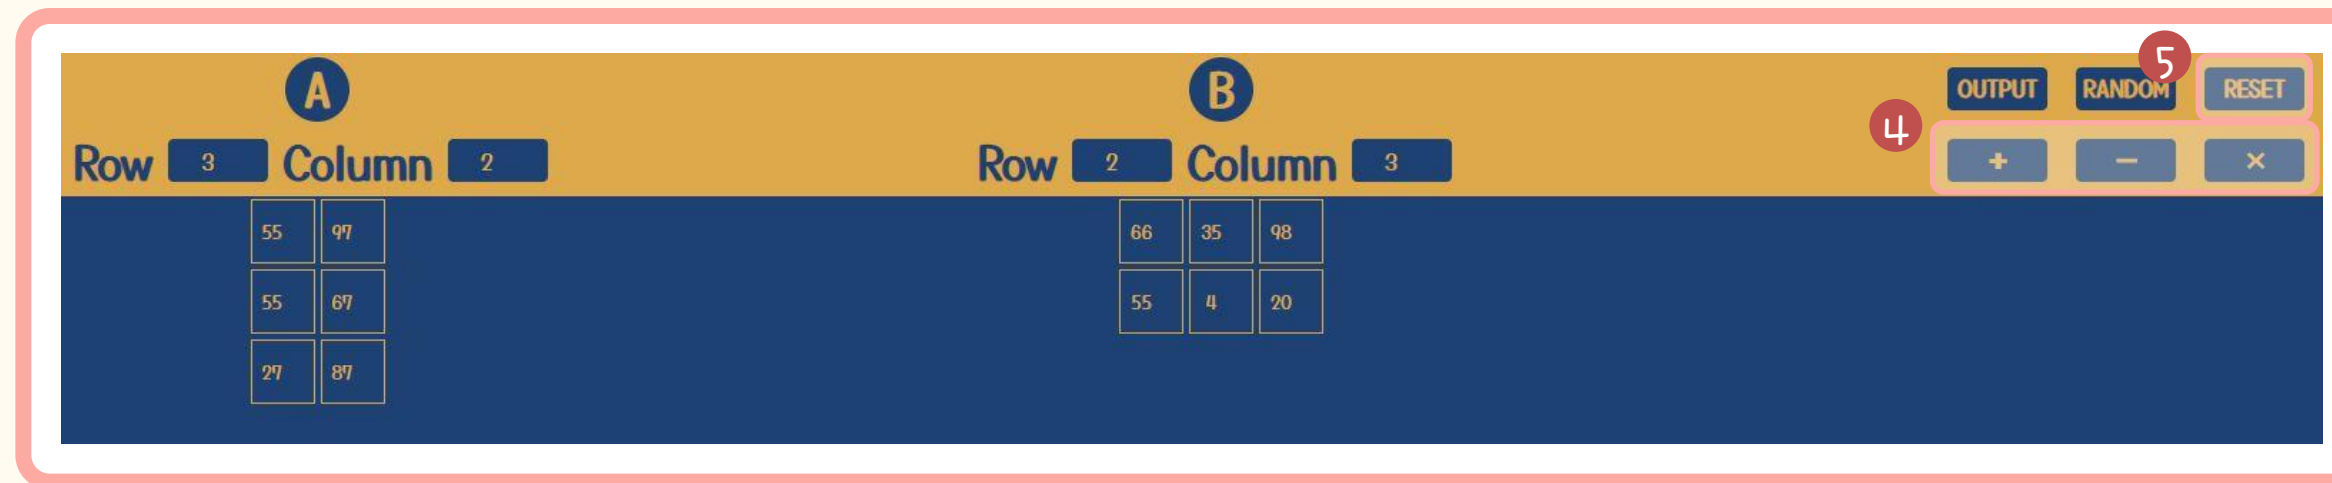 A B 5
OUTPUT RANDOM RESET
4
Row 3 Column 2 Row 2 Column 3 + − ×
55 97 66 35 98
55 67 55 4 20
27 87